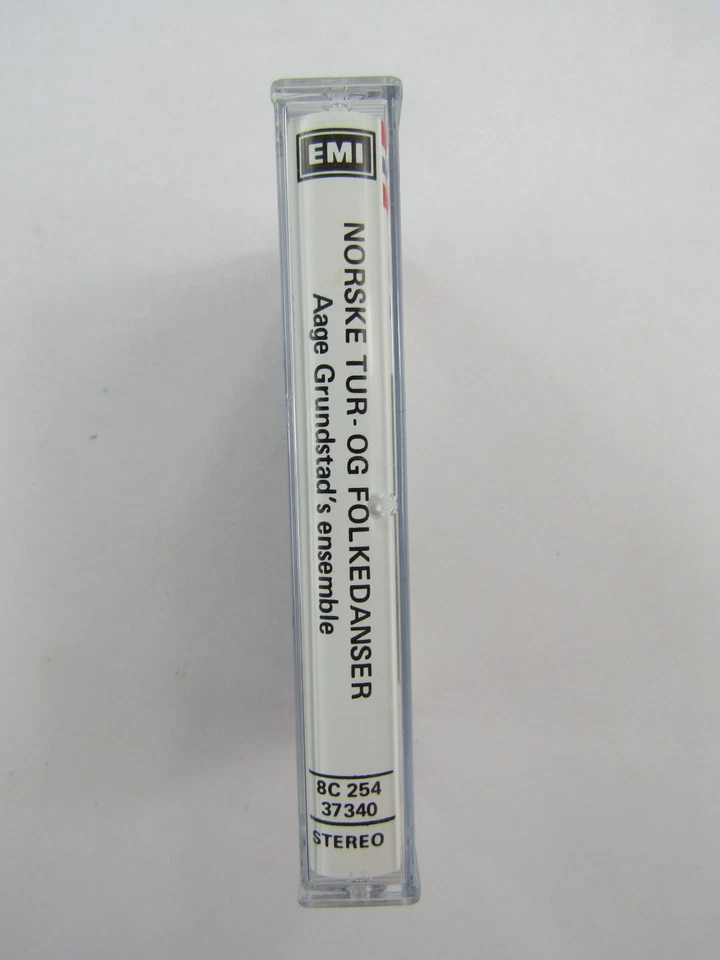 EMI
NORSKE TUR- OG FOLKEDANSER
Aage Grundstad's ensemble
8C 254
37340
STEREO